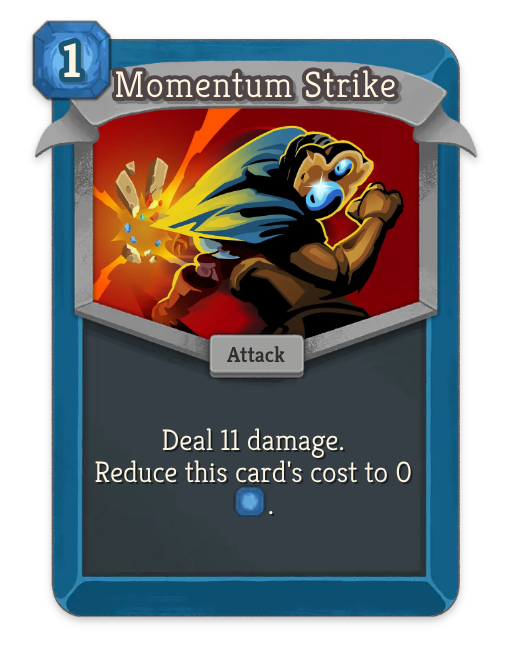 1
Momentum Strike
Attack
Deal 11 damage.
Reduce this card's cost to 0
.